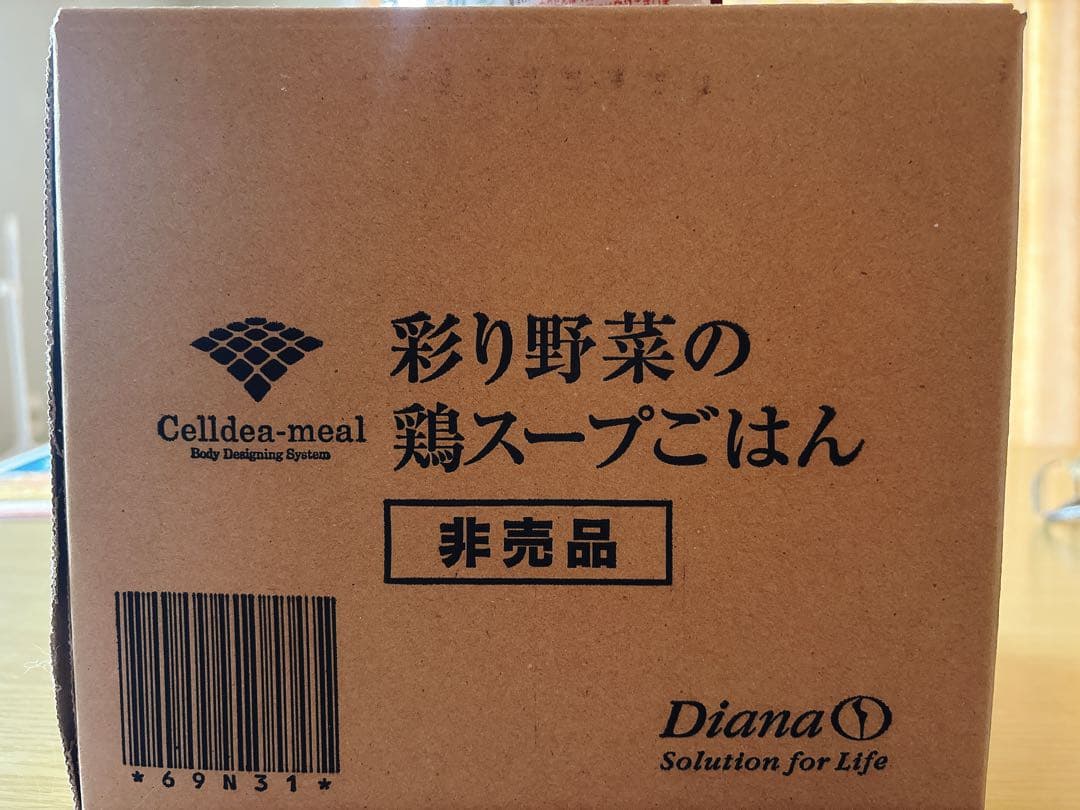 彩り野菜の
鶏スープごはん
Celldea-meal
Body Designing System
非売品
*69N31*
Diana
Solution for Life